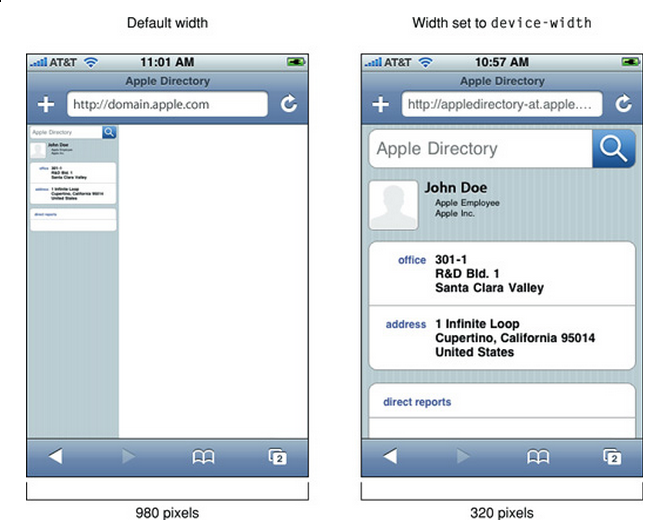 Default width
Width set to device-width
AT&T 11:01 AM
Apple Directory
http://domain.apple.com
Apple Directory
John Doe
Apple Employee
Apple Inc.
office 301-1
R&D Bld. 1
Santa Clara Valley
address 1 Infinite Loop
Cupertino, California 95014
United States
direct reports
2
980 pixels
AT&T 10:57 AM
Apple Directory
http://appledirectory-at.apple....
Apple Directory
John Doe
Apple Employee
Apple Inc.
office 301-1
R&D Bld. 1
Santa Clara Valley
address 1 Infinite Loop
Cupertino, California 95014
United States
direct reports
2
320 pixels